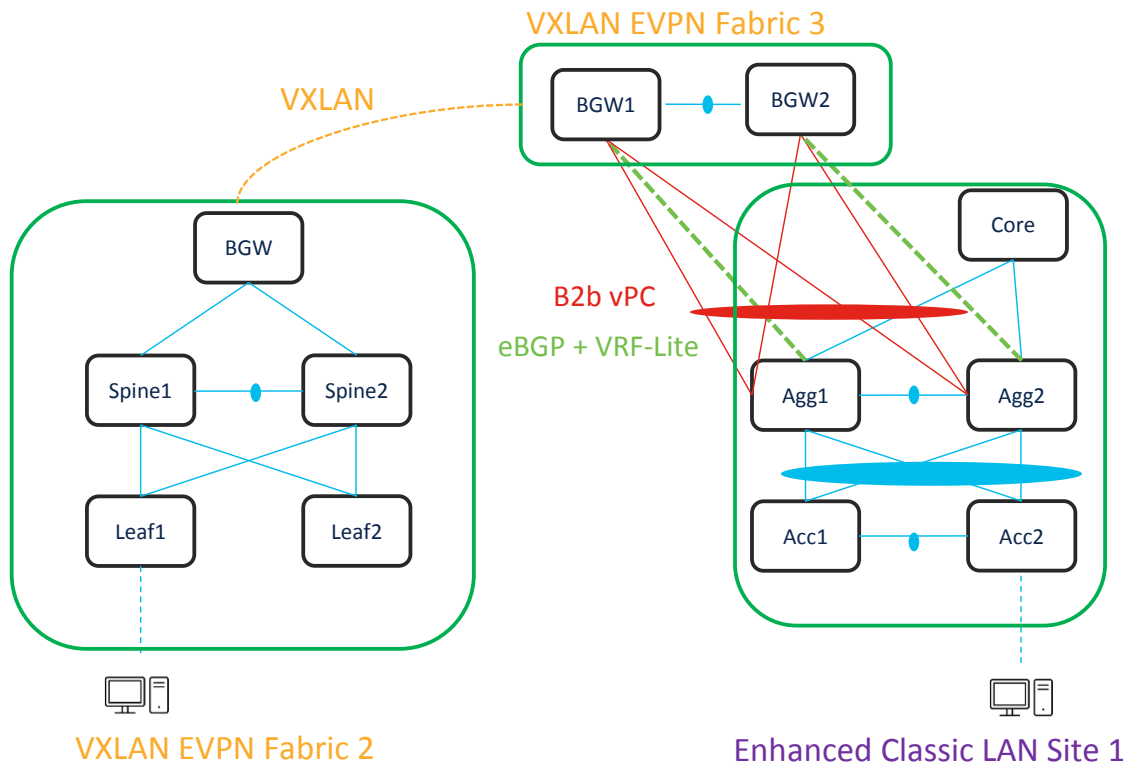 VXLAN EVPN Fabric 3
BGW1
BGW2
VXLAN
BGW
Core
B2b vPC
eBGP + VRF-Lite
Spine1
Spine2
Agg1
Agg2
Leaf1
Leaf2
Acc1
Acc2
VXLAN EVPN Fabric 2
Enhanced Classic LAN Site 1